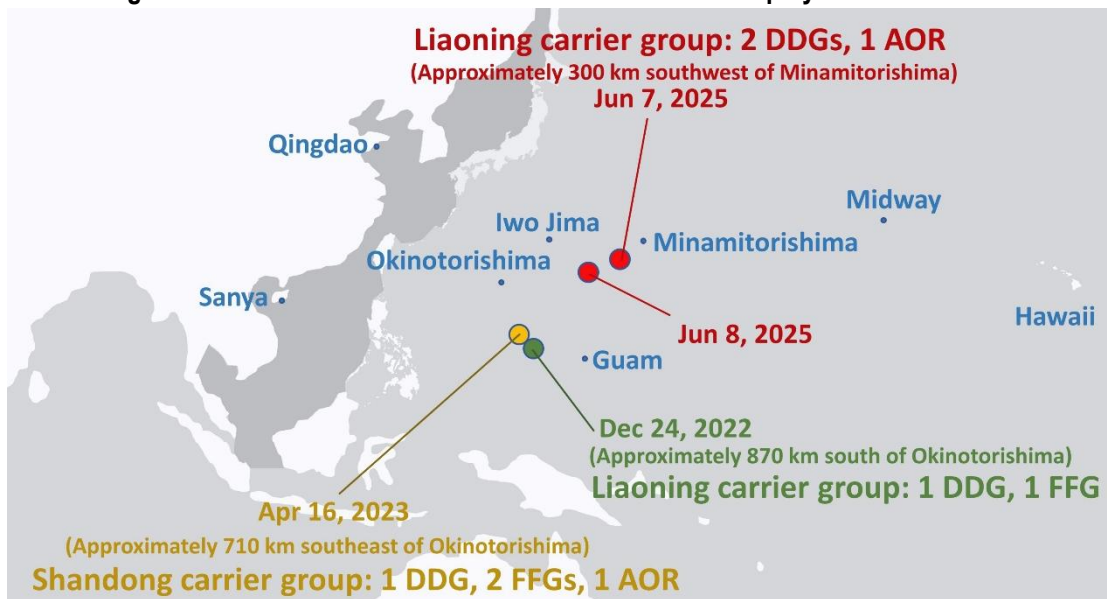 Liaoning carrier group: 2 DDGs, 1 AOR
(Approximately 300 km southwest of Minamitorishima)
Jun 7, 2025
Qingdao
Midway
Iwo Jima
Minamitorishima
Okinotorishima
Sanya
Hawaii
Jun 8, 2025
Guam
Dec 24, 2022
(Approximately 870 km south of Okinotorishima)
Liaoning carrier group: 1 DDG, 1 FFG
Apr 16, 2023
(Approximately 710 km southeast of Okinotorishima)
Shandong carrier group: 1 DDG, 2 FFGs, 1 AOR